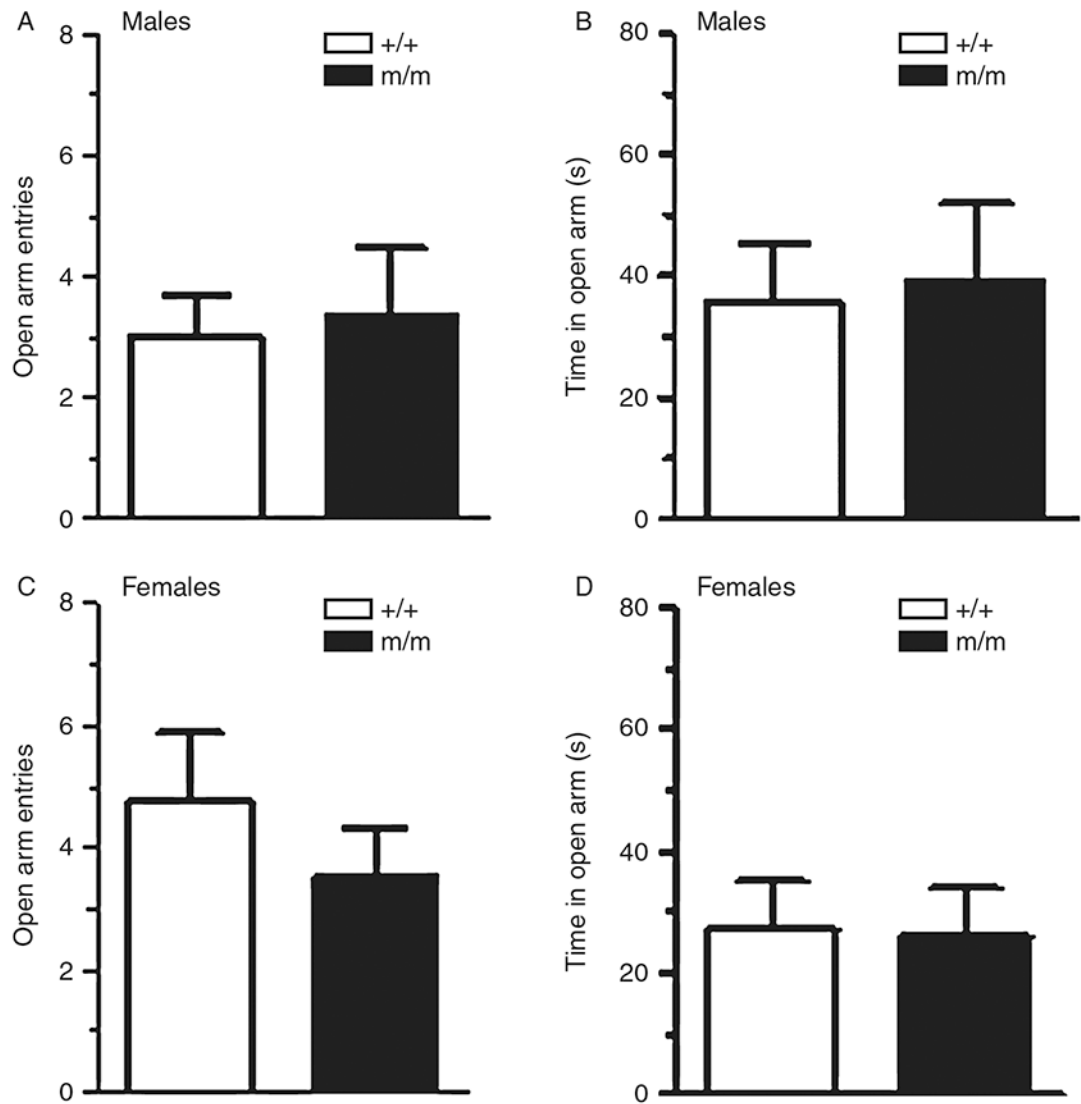 A Males
+/+
m/m
Open arm entries
8
6
4
2
0
B Males
+/+
m/m
Time in open arm (s)
80
60
40
20
0
C Females
+/+
m/m
Open arm entries
8
6
4
2
0
D Females
+/+
m/m
Time in open arm (s)
80
60
40
20
0